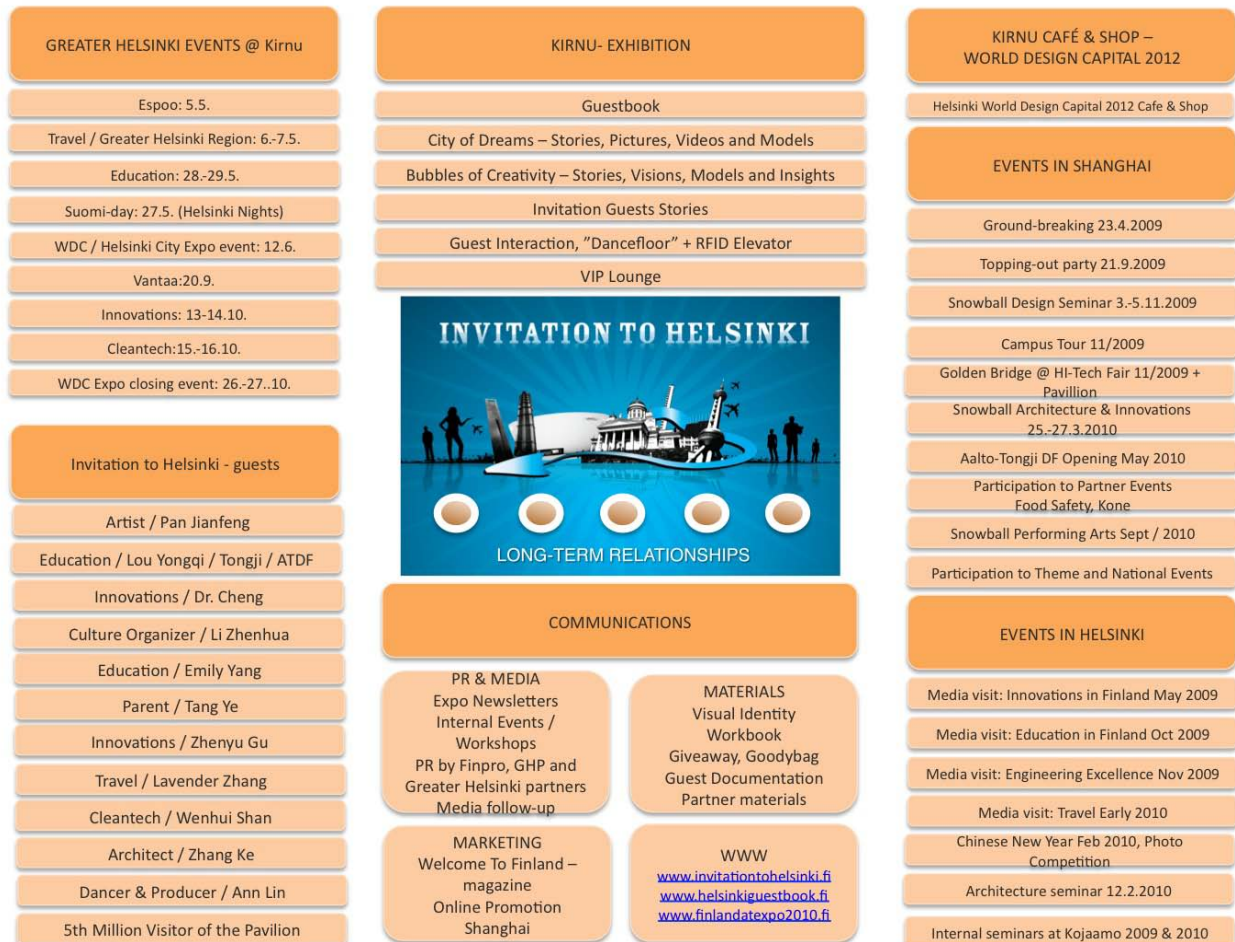 GREATER HELSINKI EVENTS @ Kirnu
Espoo: 5.5.
Travel / Greater Helsinki Region: 6.-7.5.
Education: 28.-29.5.
Suomi-day: 27.5. (Helsinki Nights)
WDC / Helsinki City Expo event: 12.6.
Vantaa:20.9.
Innovations: 13-14.10.
Cleantech:15.-16.10.
WDC Expo closing event: 26.-27..10.
Invitation to Helsinki - guests
Artist / Pan Jianfeng
Education / Lou Yongqi / Tongji / ATDF
Innovations / Dr. Cheng
Culture Organizer / Li Zhenhua
Education / Emily Yang
Parent / Tang Ye
Innovations / Zhenyu Gu
Travel / Lavender Zhang
Cleantech / Wenhui Shan
Architect / Zhang Ke
Dancer & Producer / Ann Lin
5th Million Visitor of the Pavilion
KIRNU- EXHIBITION
Guestbook
City of Dreams – Stories, Pictures, Videos and Models
Bubbles of Creativity – Stories, Visions, Models and Insights
Invitation Guests Stories
Guest Interaction, ”Dancefloor” + RFID Elevator
VIP Lounge
INVITATION TO HELSINKI
LONG-TERM RELATIONSHIPS
COMMUNICATIONS
PR & MEDIA
Expo Newsletters
Internal Events /
Workshops
PR by Finpro, GHP and
Greater Helsinki partners
Media follow-up
MATERIALS
Visual Identity
Workbook
Giveaway, Goodybag
Guest Documentation
Partner materials
MARKETING
Welcome To Finland –
magazine
Online Promotion
Shanghai
WWW
www.invitationtohelsinki.fi
www.helsinkiguestbook.fi
www.finlandatexpo2010.fi
KIRNU CAFÉ & SHOP –
WORLD DESIGN CAPITAL 2012
Helsinki World Design Capital 2012 Cafe & Shop
EVENTS IN SHANGHAI
Ground-breaking 23.4.2009
Topping-out party 21.9.2009
Snowball Design Seminar 3.-5.11.2009
Campus Tour 11/2009
Golden Bridge @ HI-Tech Fair 11/2009 +
Pavillion
Snowball Architecture & Innovations
25.-27.3.2010
Aalto-Tongji DF Opening May 2010
Participation to Partner Events
Food Safety, Kone
Snowball Performing Arts Sept / 2010
Participation to Theme and National Events
EVENTS IN HELSINKI
Media visit: Innovations in Finland May 2009
Media visit: Education in Finland Oct 2009
Media visit: Engineering Excellence Nov 2009
Media visit: Travel Early 2010
Chinese New Year Feb 2010, Photo
Competition
Architecture seminar 12.2.2010
Internal seminars at Kojaamo 2009 & 2010